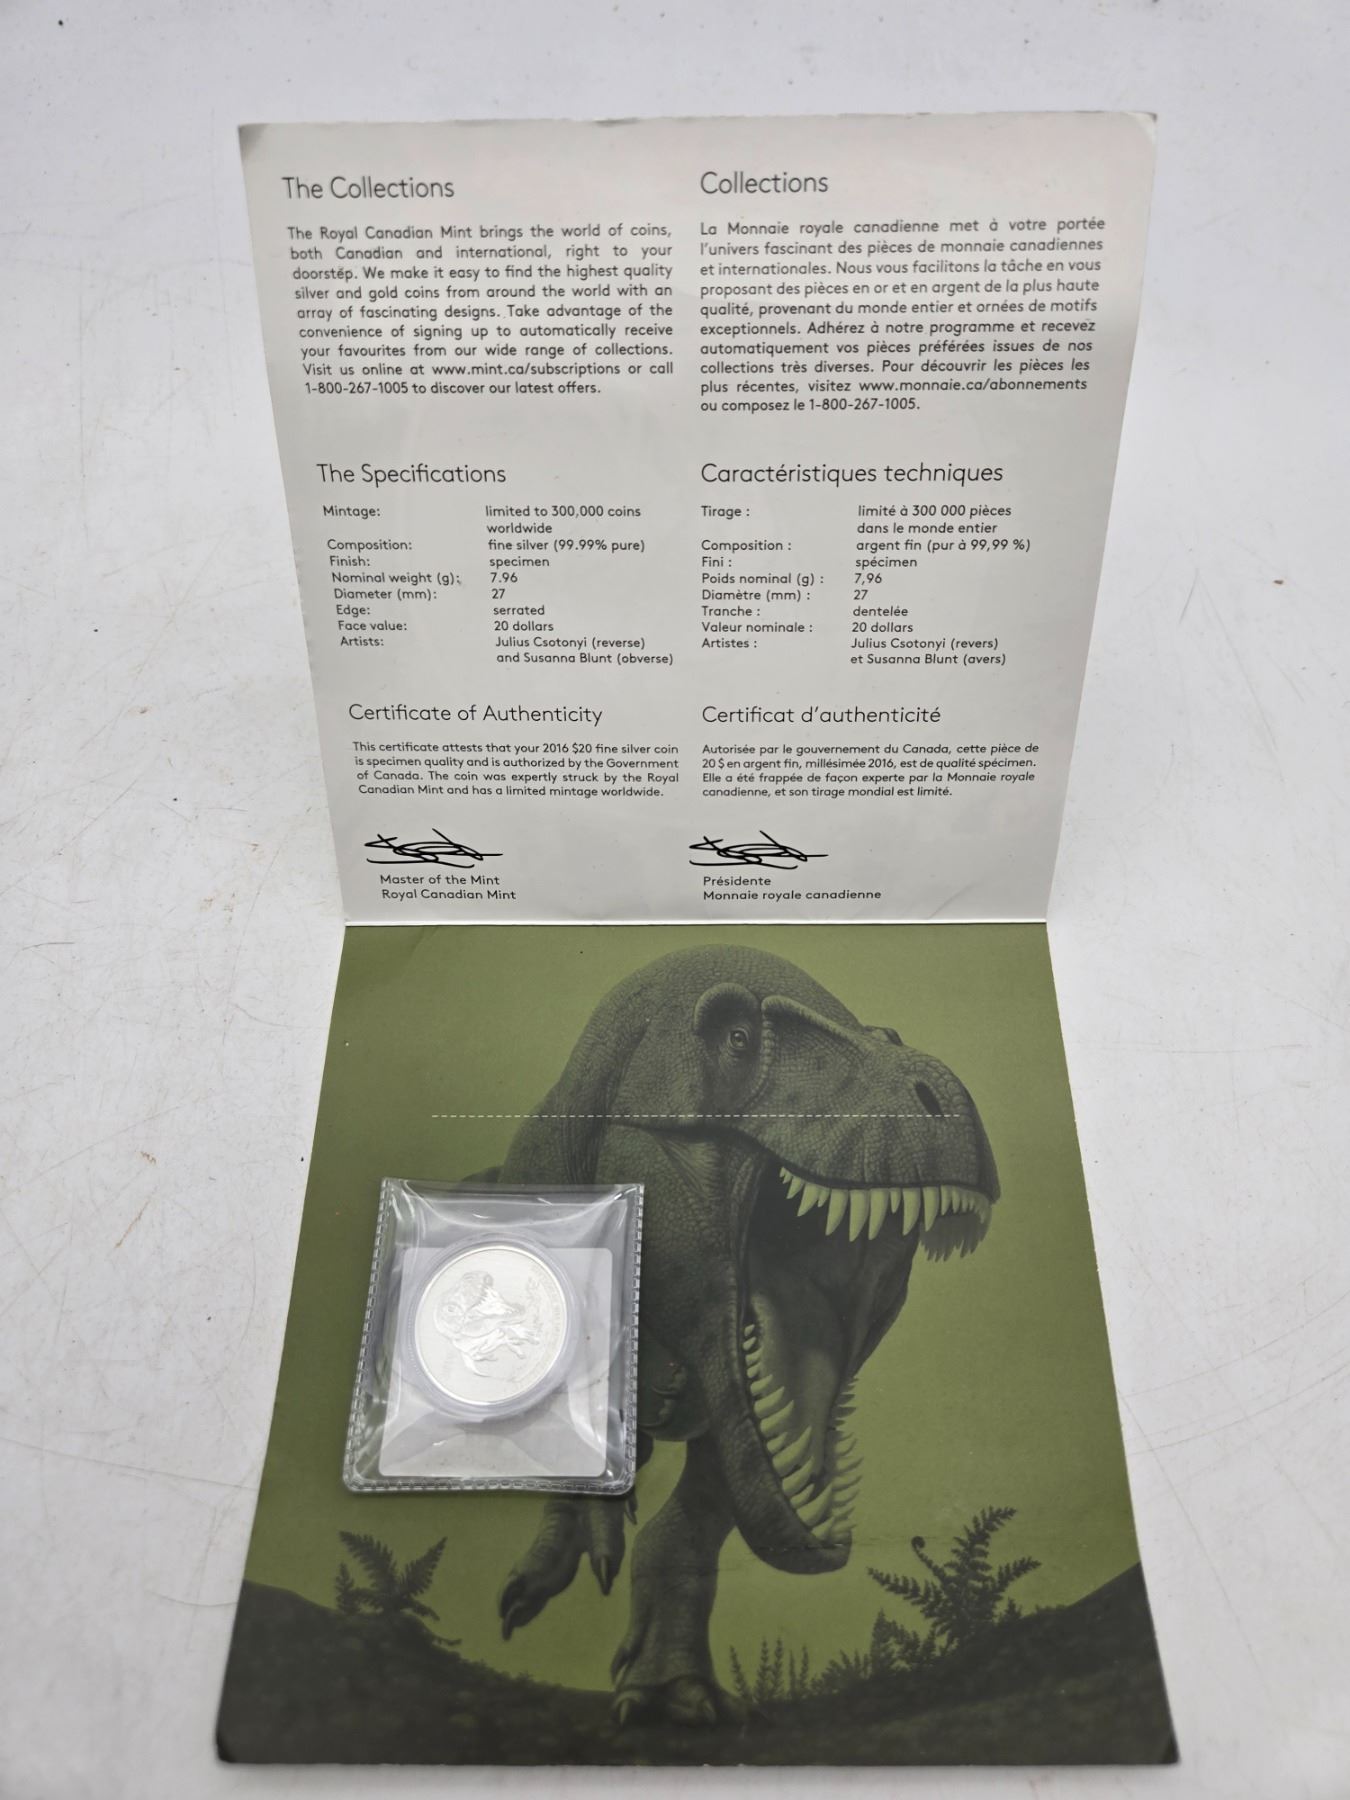 The Collections
The Royal Canadian Mint brings the world of coins,
both Canadian and international, right to your
doorstep. We make it easy to find the highest quality
silver and gold coins from around the world with an
array of fascinating designs. Take advantage of the
convenience of signing up to automatically receive
your favourites from our wide range of collections.
Visit us online at www.mint.ca/subscriptions or call
1-800-267-1005 to discover our latest offers.
The Specifications
Mintage: limited to 300,000 coins
worldwide
Composition: fine silver (99.99% pure)
Finish: specimen
Nominal weight (g): 7.96
Diameter (mm): 27
Edge: serrated
Face value: 20 dollars
Artists: Julius Csotonyi (reverse)
and Susanna Blunt (obverse)
Certificate of Authenticity
This certificate attests that your 2016 $20 fine silver coin
is specimen quality and is authorized by the Government
of Canada. The coin was expertly struck by the Royal
Canadian Mint and has a limited mintage worldwide.
Master of the Mint
Royal Canadian Mint
Collections
La Monnaie royale canadienne met à votre portée
l'univers fascinant des pièces de monnaie canadiennes
et internationales. Nous vous facilitons la tâche en vous
proposant des pièces en or et en argent de la plus haute
qualité, provenant du monde entier et ornées de motifs
exceptionnels. Adhérez à notre programme et recevez
automatiquement vos pièces préférées issues de nos
collections très diverses. Pour découvrir les pièces les
plus récentes, visitez www.monnaie.ca/abonnements
ou composez le 1-800-267-1005.
Caractéristiques techniques
Tirage : limité à 300 000 pièces
dans le monde entier
Composition : argent fin (pur à 99,99 %)
Fini : spécimen
Poids nominal (g) : 7,96
Diamètre (mm) : 27
Tranche : dentelée
Valeur nominale : 20 dollars
Artistes : Julius Csotonyi (revers)
et Susanna Blunt (avers)
Certificat d'authenticité
Autorisée par le gouvernement du Canada, cette pièce de
20 $ en argent fin, millésimée 2016, est de qualité spécimen.
Elle a été frappée de façon experte par la Monnaie royale
canadienne, et son tirage mondial est limité.
Présidente
Monnaie royale canadienne